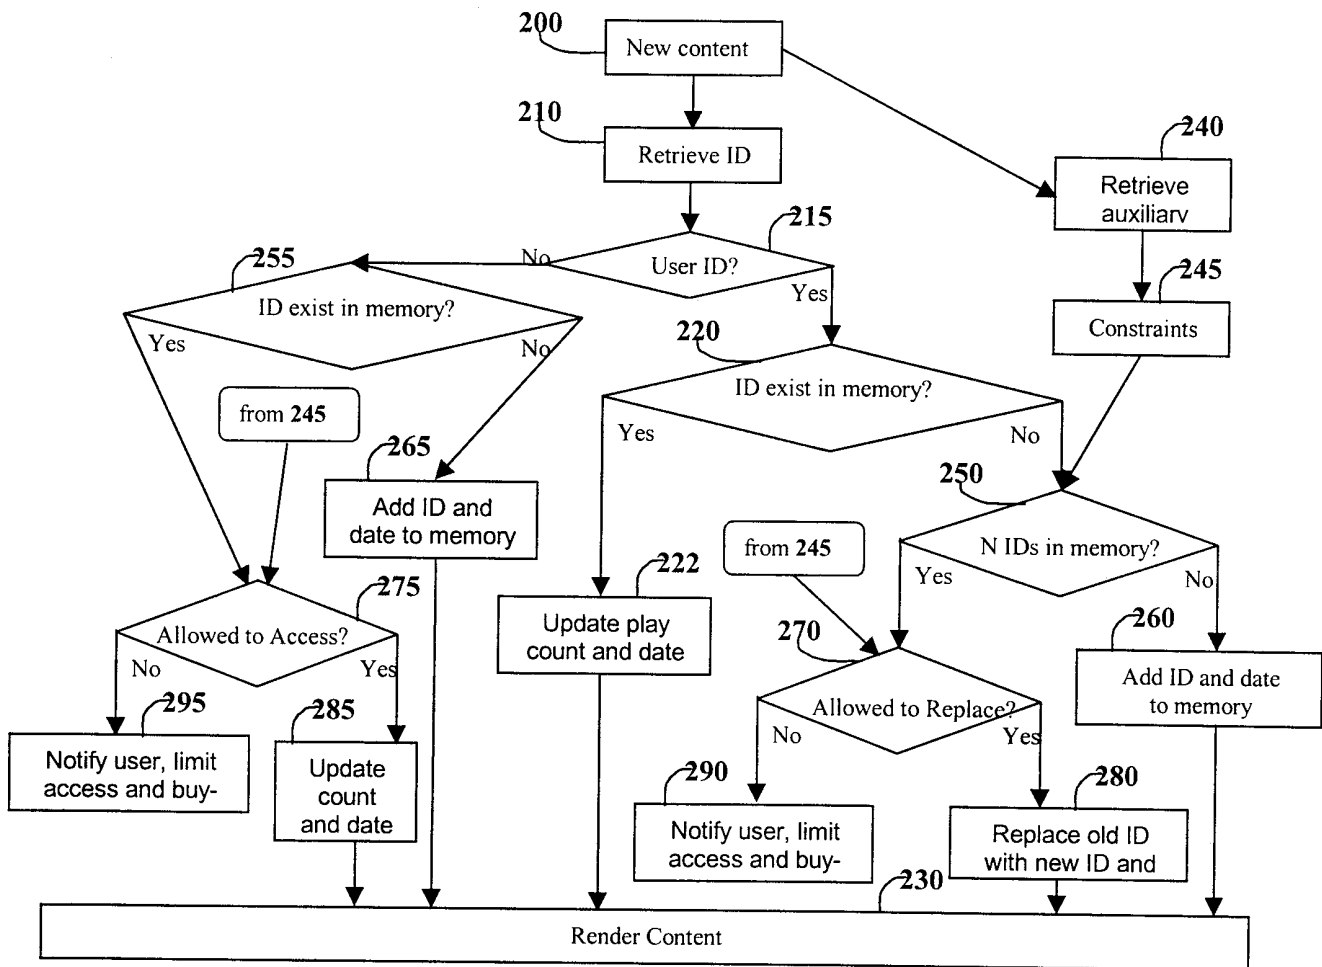 200
New content
210
Retrieve ID
240
Retrieve
auxiliary
215
User ID?
No
Yes
255
ID exist in memory?
Yes
No
245
Constraints
220
ID exist in memory?
Yes
No
from 245
265
Add ID and
date to memory
250
N IDs in memory?
Yes
No
from 245
222
Update play
count and date
275
Allowed to Access?
No
Yes
270
Allowed to Replace?
No
Yes
260
Add ID and date
to memory
295
Notify user, limit
access and buy-
285
Update
count
and date
290
Notify user, limit
access and buy-
280
Replace old ID
with new ID and
230
Render Content